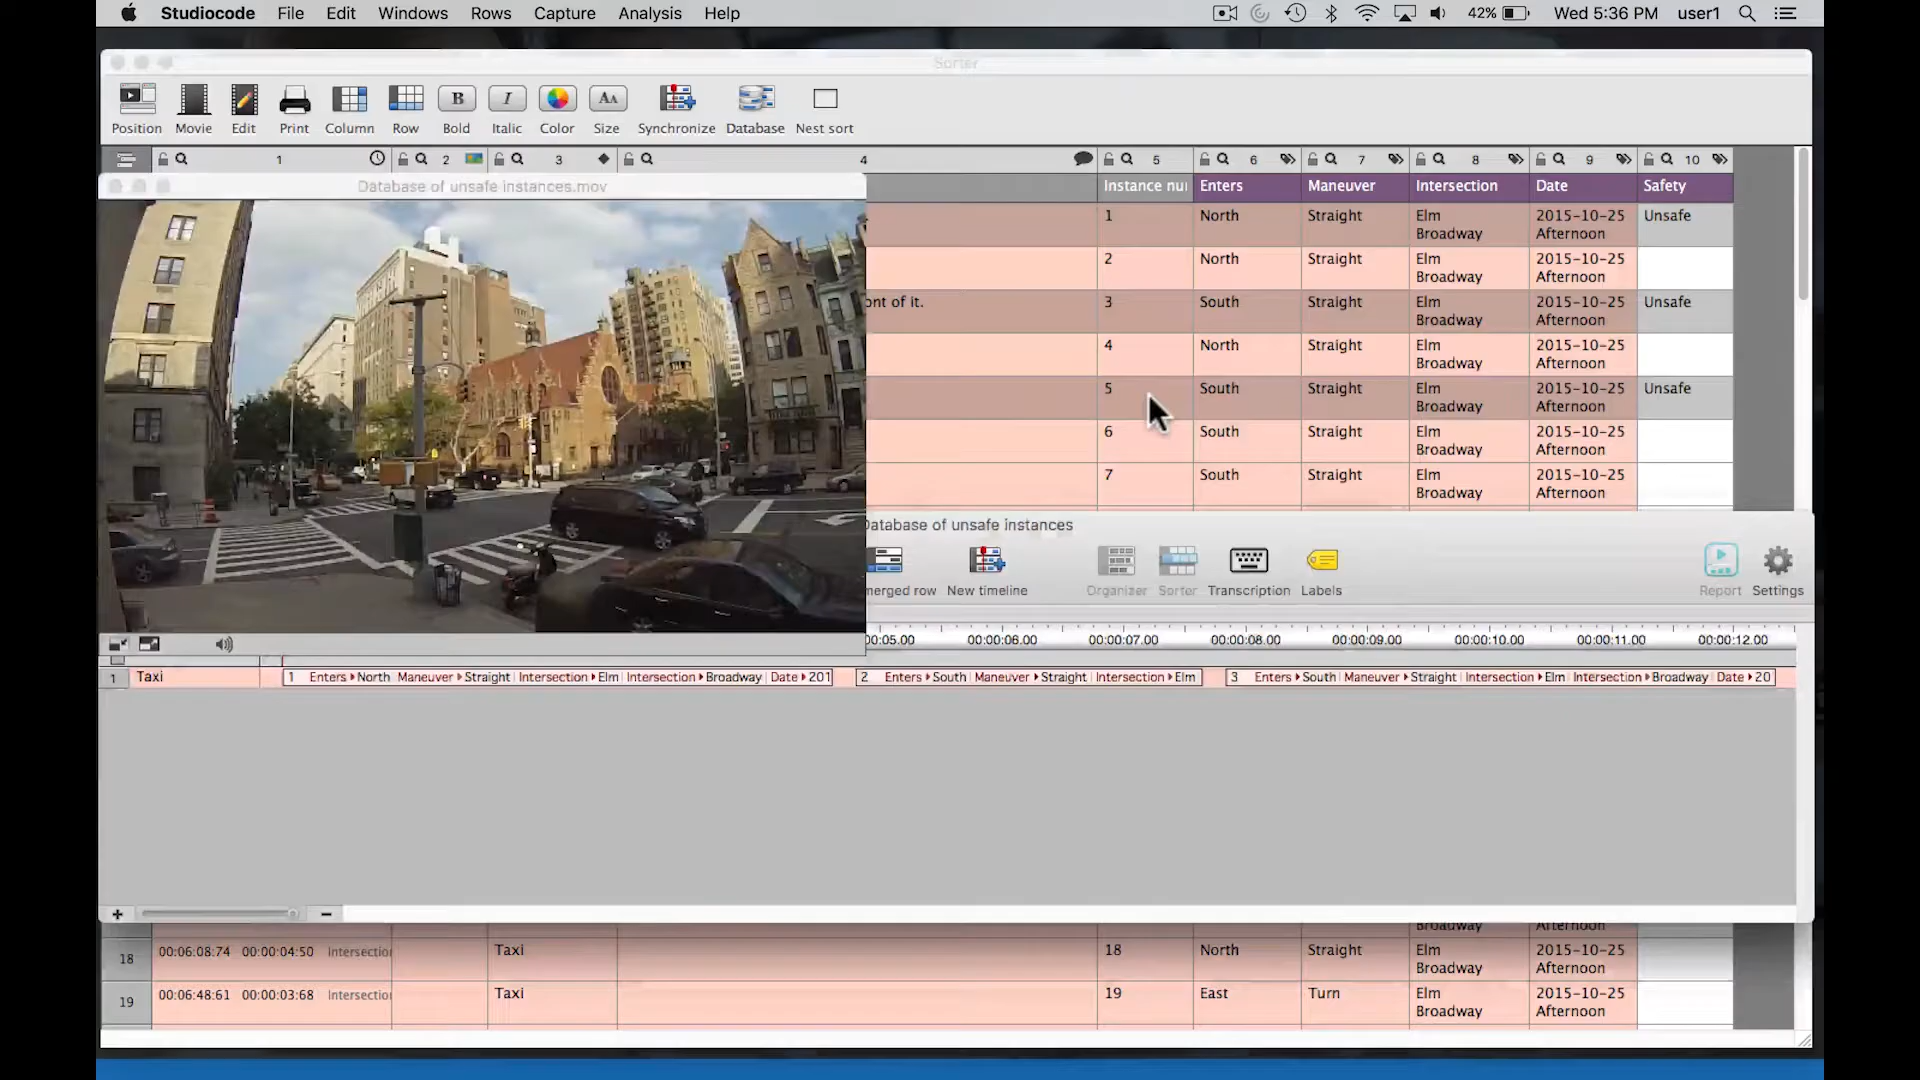 Studiocode File Edit Windows Rows Capture Analysis Help 42% Wed 5:36 PM user1
Sorter
Position Movie Edit Print Column Row Bold Italic Color Size Synchronize Database Nest sort
1 2 3 4 5 6 7 8 9 10
Database of unsafe instances.mov
Instance nu Enters Maneuver Intersection Date Safety
1 North Straight Elm 2015-10-25 Unsafe
Broadway Afternoon
2 North Straight Elm 2015-10-25
Broadway Afternoon
ont of it. 3 South Straight Elm 2015-10-25 Unsafe
Broadway Afternoon
4 North Straight Elm 2015-10-25
Broadway Afternoon
5 South Straight Elm 2015-10-25 Unsafe
Broadway Afternoon
6 South Straight Elm 2015-10-25
Broadway Afternoon
7 South Straight Elm 2015-10-25
Broadway Afternoon
Database of unsafe instances
merged row New timeline Organizer Sorter Transcription Labels Report Settings
00:05.00 00:00:06.00 00:00:07.00 00:00:08.00 00:00:09.00 00:00:10.00 00:00:11.00 00:00:12.00
1 Taxi 1 Enters North Maneuver Straight Intersection Elm Intersection Broadway Date 201 2 Enters South Maneuver Straight Intersection Elm 3 Enters South Maneuver Straight Intersection Elm Intersection Broadway Date 20
Broadway Afternoon
18 00:06:08:74 00:00:04:50 Intersection Taxi 18 North Straight Elm 2015-10-25
Broadway Afternoon
19 00:06:48:61 00:00:03:68 Intersection Taxi 19 East Turn Elm 2015-10-25
Broadway Afternoon